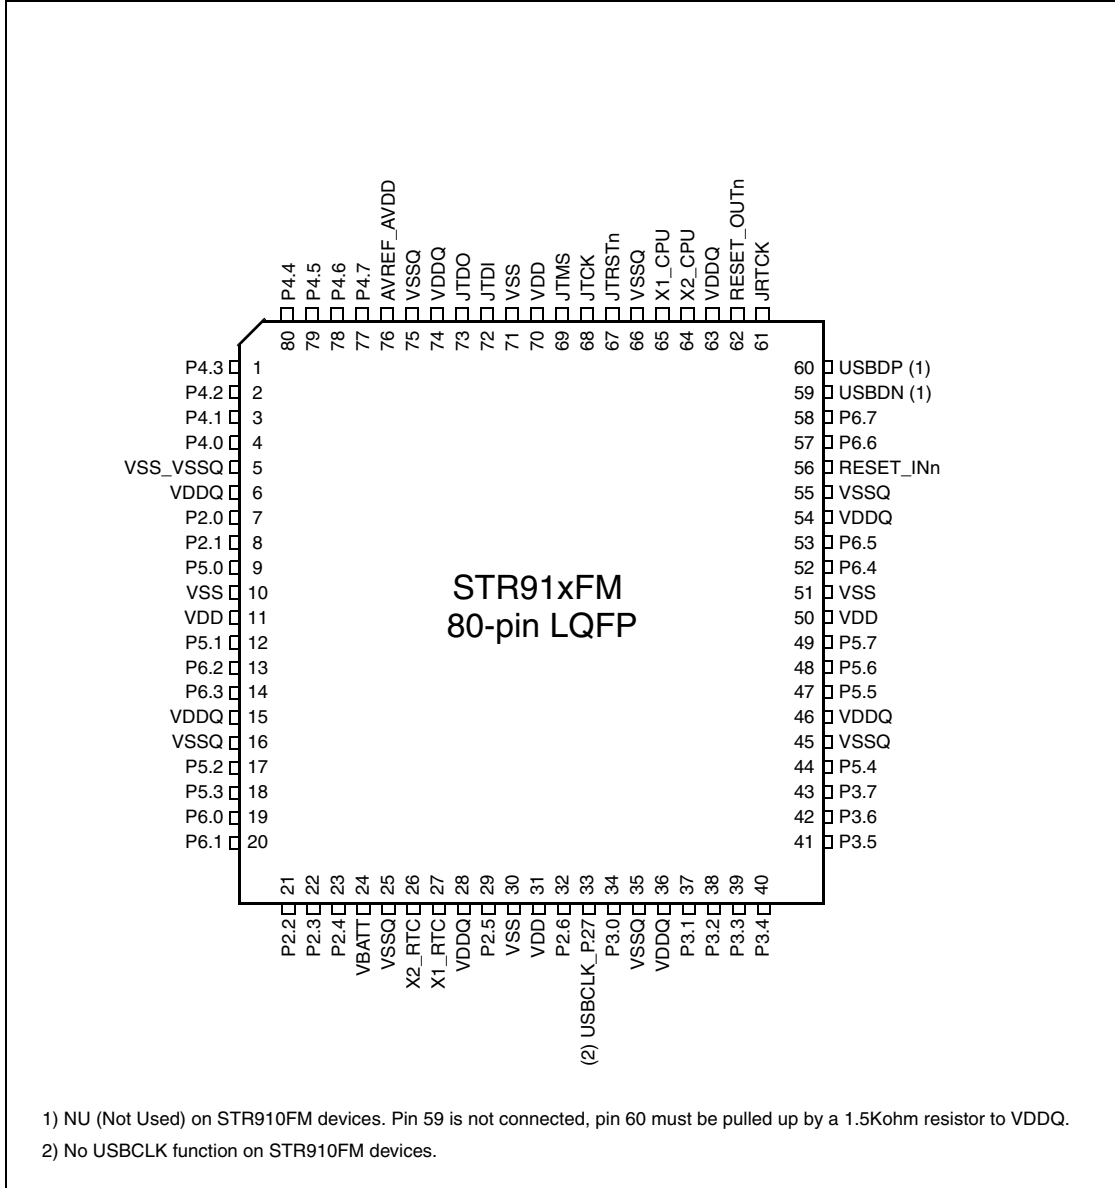 P4.4
P4.5
P4.6
P4.7
AVREF_AVDD
VSSQ
VDDQ
JTDO
JTDI
VSS
VDD
JTMS
JTCK
JTRSTn
VSSQ
X1_CPU
X2_CPU
VDDQ
RESET_OUTn
JRTCK
80
79
78
77
76
75
74
73
72
71
70
69
68
67
66
65
64
63
62
61
P4.3 1
P4.2 2
P4.1 3
P4.0 4
VSS_VSSQ 5
VDDQ 6
P2.0 7
P2.1 8
P5.0 9
VSS 10
VDD 11
P5.1 12
P6.2 13
P6.3 14
VDDQ 15
VSSQ 16
P5.2 17
P5.3 18
P6.0 19
P6.1 20
STR91xFM
80-pin LQFP
60 USBDP (1)
59 USBDN (1)
58 P6.7
57 P6.6
56 RESET_INn
55 VSSQ
54 VDDQ
53 P6.5
52 P6.4
51 VSS
50 VDD
49 P5.7
48 P5.6
47 P5.5
46 VDDQ
45 VSSQ
44 P5.4
43 P3.7
42 P3.6
41 P3.5
21
22
23
24
25
26
27
28
29
30
31
32
33
34
35
36
37
38
39
40
P2.2
P2.3
P2.4
VBATT
VSSQ
X2_RTC
X1_RTC
VDDQ
P2.5
VSS
VDD
P2.6
(2) USBCLK_P.27
P3.0
VSSQ
VDDQ
P3.1
P3.2
P3.3
P3.4
1) NU (Not Used) on STR910FM devices. Pin 59 is not connected, pin 60 must be pulled up by a 1.5Kohm resistor to VDDQ.
2) No USBCLK function on STR910FM devices.